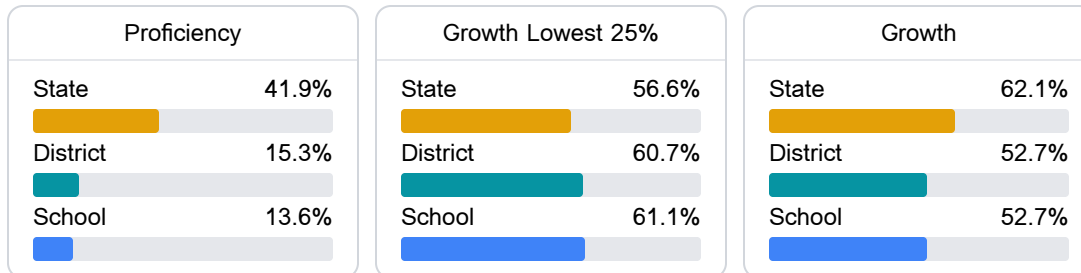 Proficiency
State 41.9%
District 15.3%
School 13.6%
Growth Lowest 25%
State 56.6%
District 60.7%
School 61.1%
Growth
State 62.1%
District 52.7%
School 52.7%